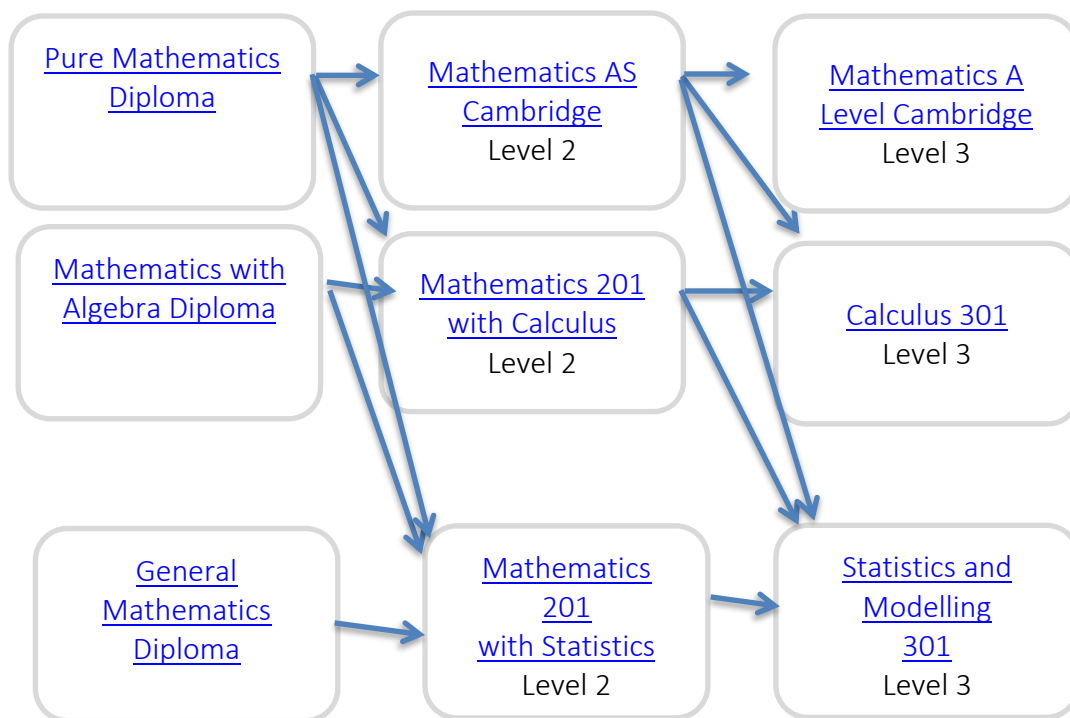 Pure Mathematics
Diploma
Mathematics AS
Cambridge
Level 2
Mathematics A
Level Cambridge
Level 3
Mathematics with
Algebra Diploma
Mathematics 201
with Calculus
Level 2
Calculus 301
Level 3
General
Mathematics
Diploma
Mathematics
201
with Statistics
Level 2
Statistics and
Modelling
301
Level 3